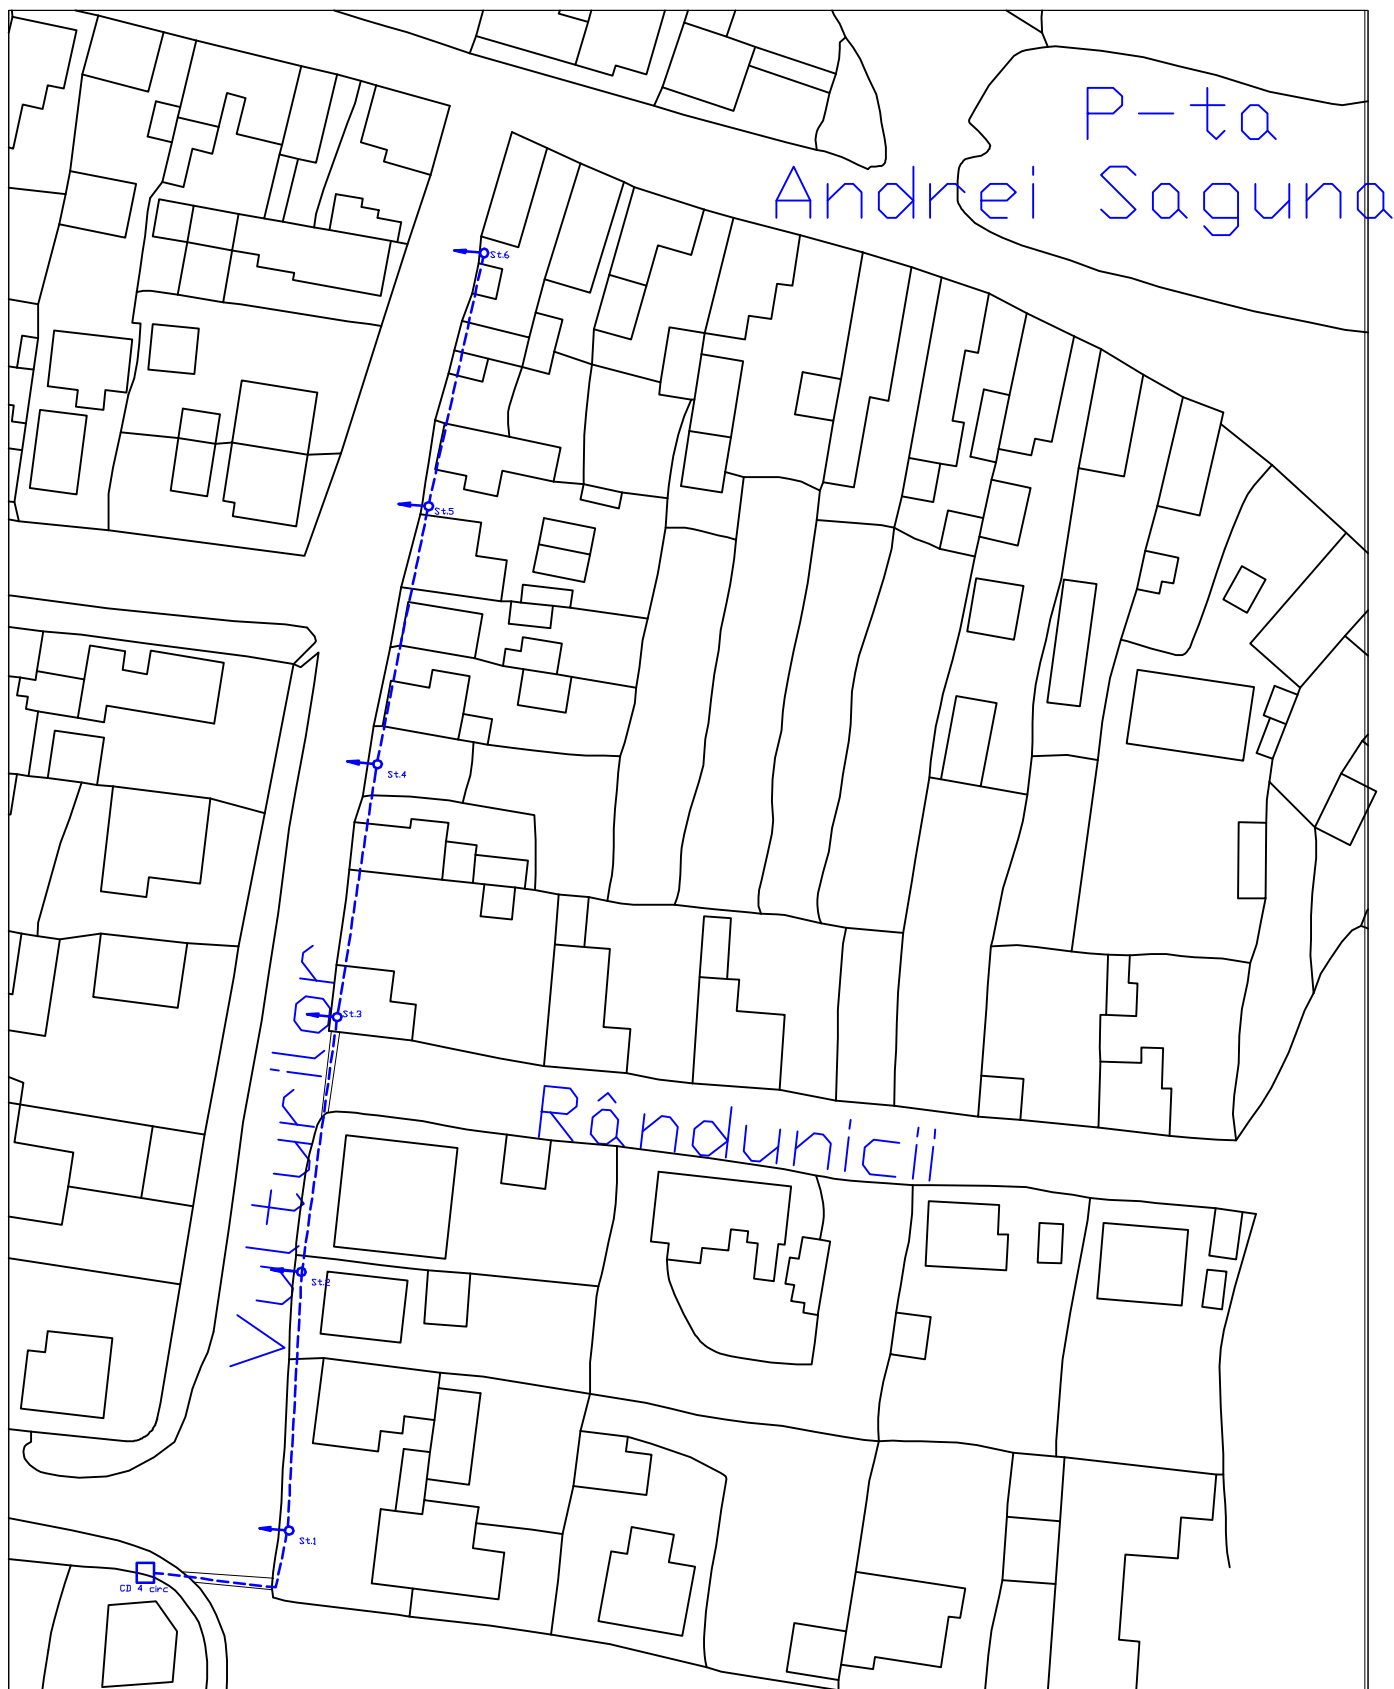 P-ta
Andrei Saguna
St.6
St.5
St.4
St.3
Rândunicii
Vulturilor
St.2
St.1
CD 4 circ